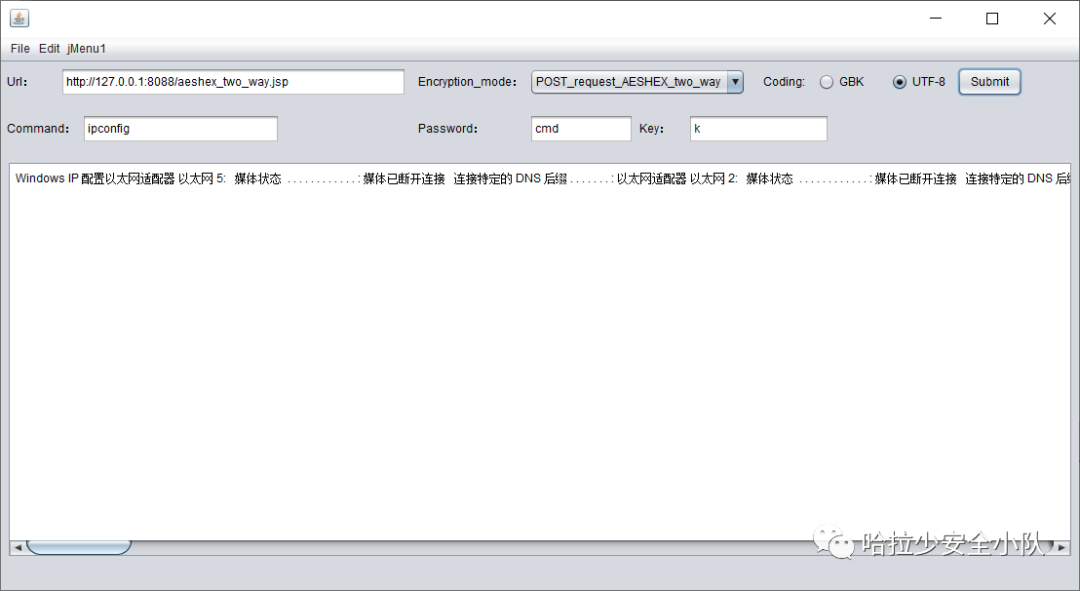 File Edit jMenu1
Url: http://127.0.0.1:8088/aeshex_two_way.jsp Encryption_mode: POST_request_AESHEX_two_way Coding: GBK UTF-8 Submit
Command: ipconfig Password: cmd Key: k
Windows IP 配置以太网适配器 以太网 5: 媒体状态 . . . . . . . . . . . . : 媒体已断开连接 连接特定的 DNS 后缀 . . . . . . . : 以太网适配器 以太网 2: 媒体状态 . . . . . . . . . . . . : 媒体已断开连接 连接特定的 DNS 后
哈拉少安全小队